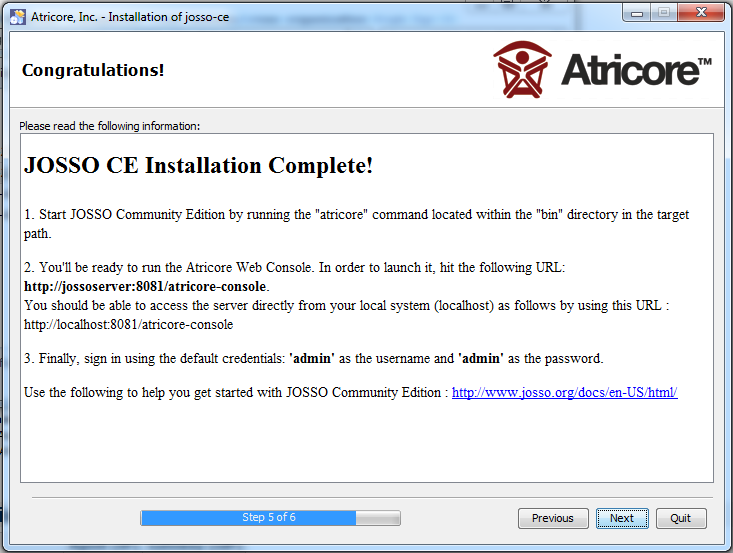 Atricore, Inc. - Installation of josso-ce
Congratulations!
Atricore™
Please read the following information:
JOSSO CE Installation Complete!
1. Start JOSSO Community Edition by running the "atricore" command located within the "bin" directory in the target
path.
2. You'll be ready to run the Atricore Web Console. In order to launch it, hit the following URL:
http://jossoserver:8081/atricore-console.
You should be able to access the server directly from your local system (localhost) as follows by using this URL :
http://localhost:8081/atricore-console
3. Finally, sign in using the default credentials: 'admin' as the username and 'admin' as the password.
Use the following to help you get started with JOSSO Community Edition : http://www.josso.org/docs/en-US/html/
Step 5 of 6
Previous
Next
Quit